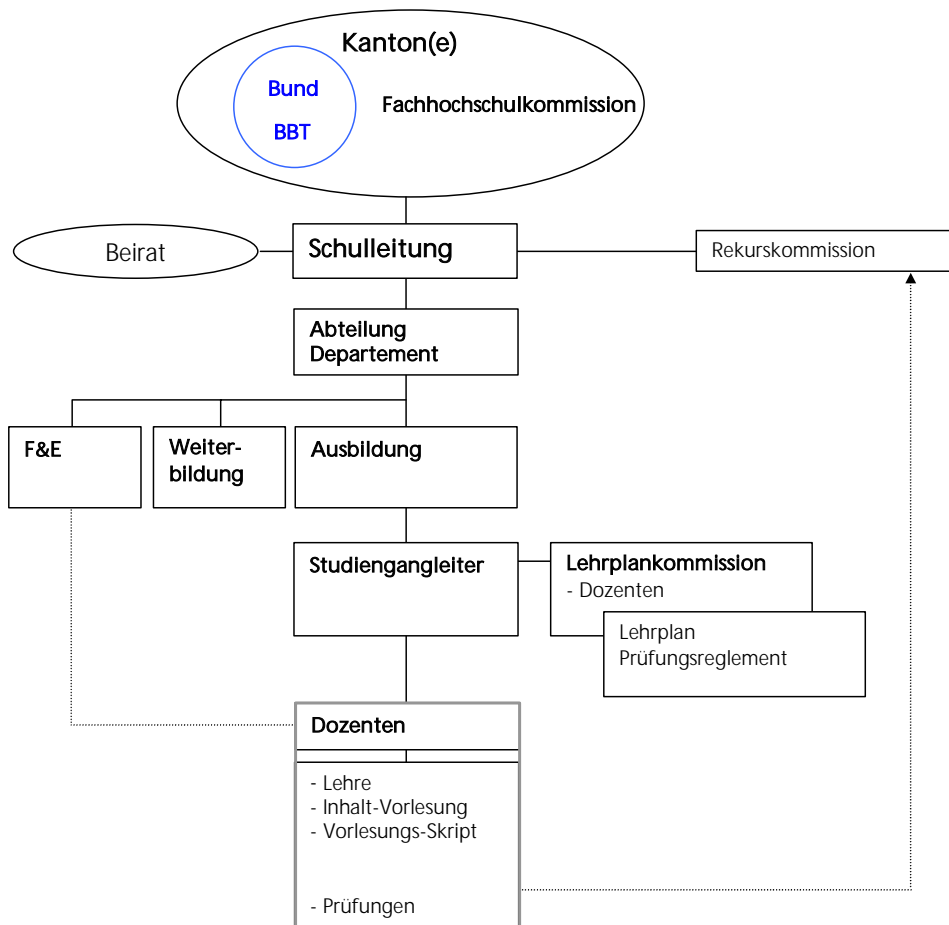 Kanton(e)
Bund
BBT
Fachhochschulkommission
Beirat
Schulleitung
Rekurskommission
Abteilung
Departement
F&E
Weiter-
bildung
Ausbildung
Studiengangleiter
Lehrplankommission
- Dozenten
Lehrplan
Prüfungsreglement
Dozenten
- Lehre
- Inhalt-Vorlesung
- Vorlesungs-Skript
- Prüfungen